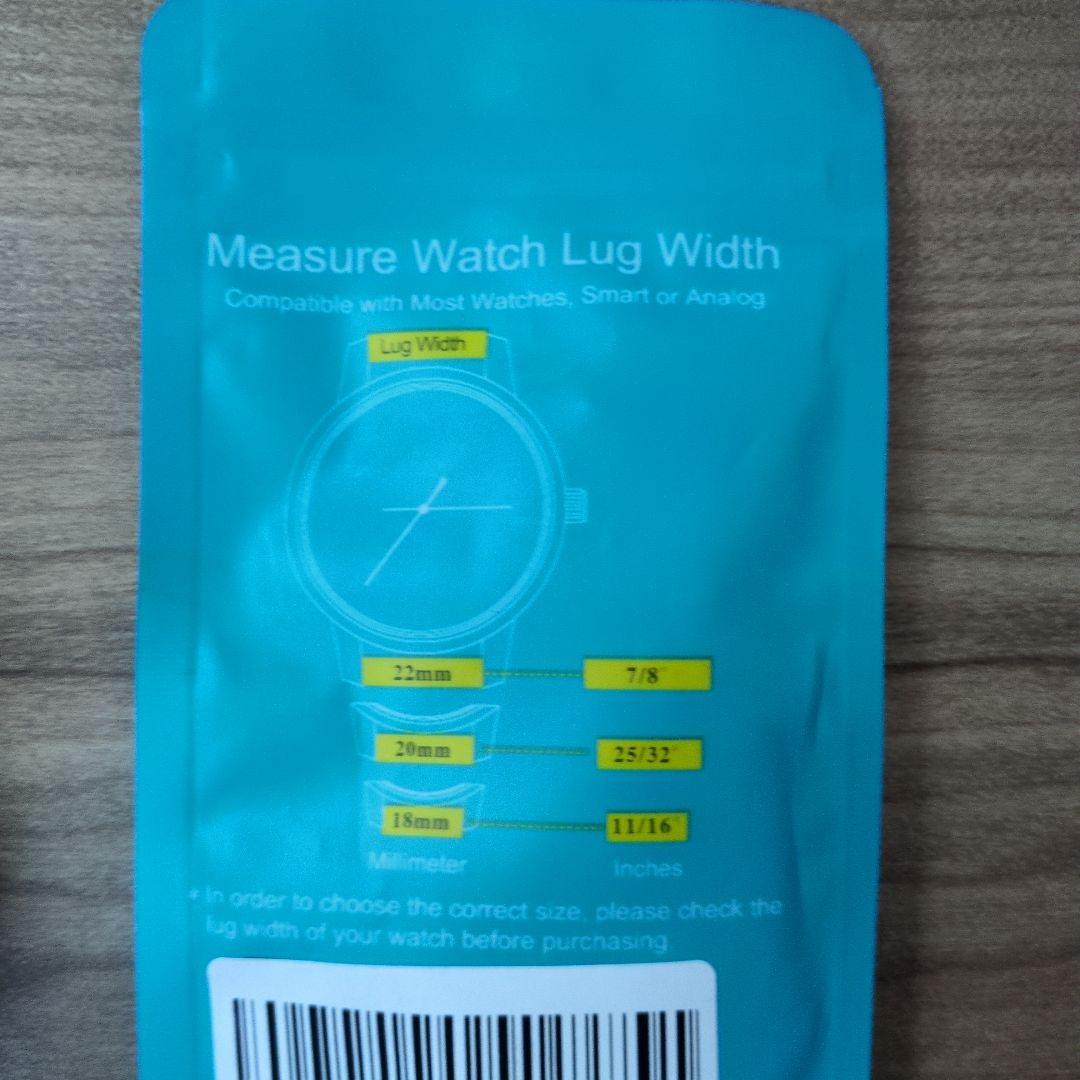 Measure Watch Lug Width
Compatible with Most Watches, Smart or Analog
Lug Width
22mm 7/8"
20mm 25/32"
18mm 11/16"
Millimeter Inches
* In order to choose the correct size, please check the
lug width of your watch before purchasing.